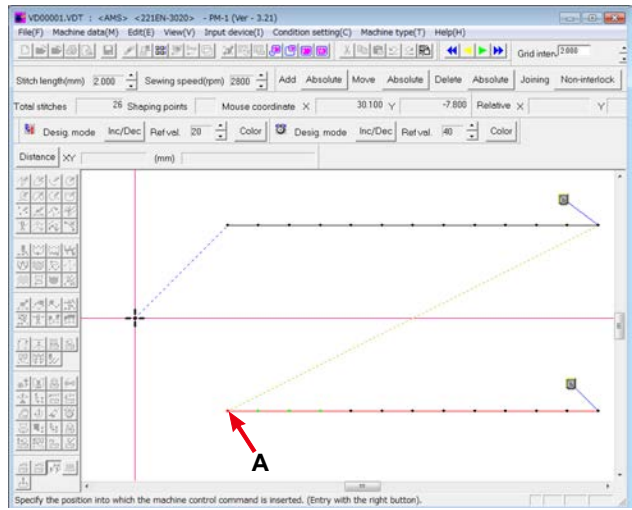 VD00001.VDT : <AMS> <221EN-3020> - PM-1 (Ver - 3.21)
File(F) Machine data(M) Edit(E) View(V) Input device(I) Condition setting(C) Machine type(T) Help(H)
Grid interv 2.000
Stitch length(mm) 2.000 Sewing speed(rpm) 2800 Add Absolute Move Absolute Delete Absolute Joining Non-interlock
Total stitches 26 Shaping points Mouse coordinate X 30.100 Y -7.800 Relative X Y
Desig. mode Inc/Dec Ref.val. 20 Color Desig. mode Inc/Dec Ref.val. 40 Color
Distance XY (mm)
A
Specify the position into which the machine control command is inserted. (Entry with the right button).